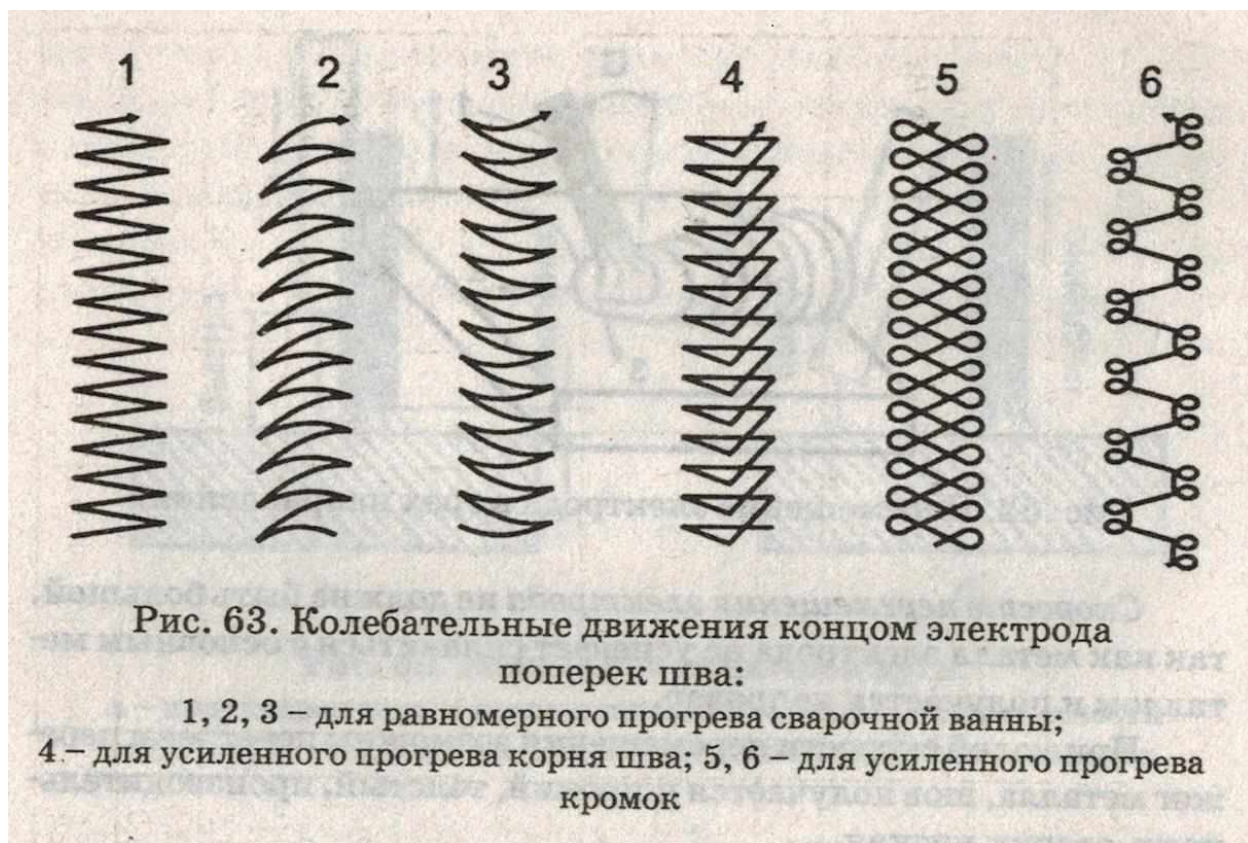 1 2 3 4 5 6
Рис. 63. Колебательные движения концом электрода
поперек шва:
1, 2, 3 – для равномерного прогрева сварочной ванны;
4 – для усиленного прогрева корня шва; 5, 6 – для усиленного прогрева
кромок